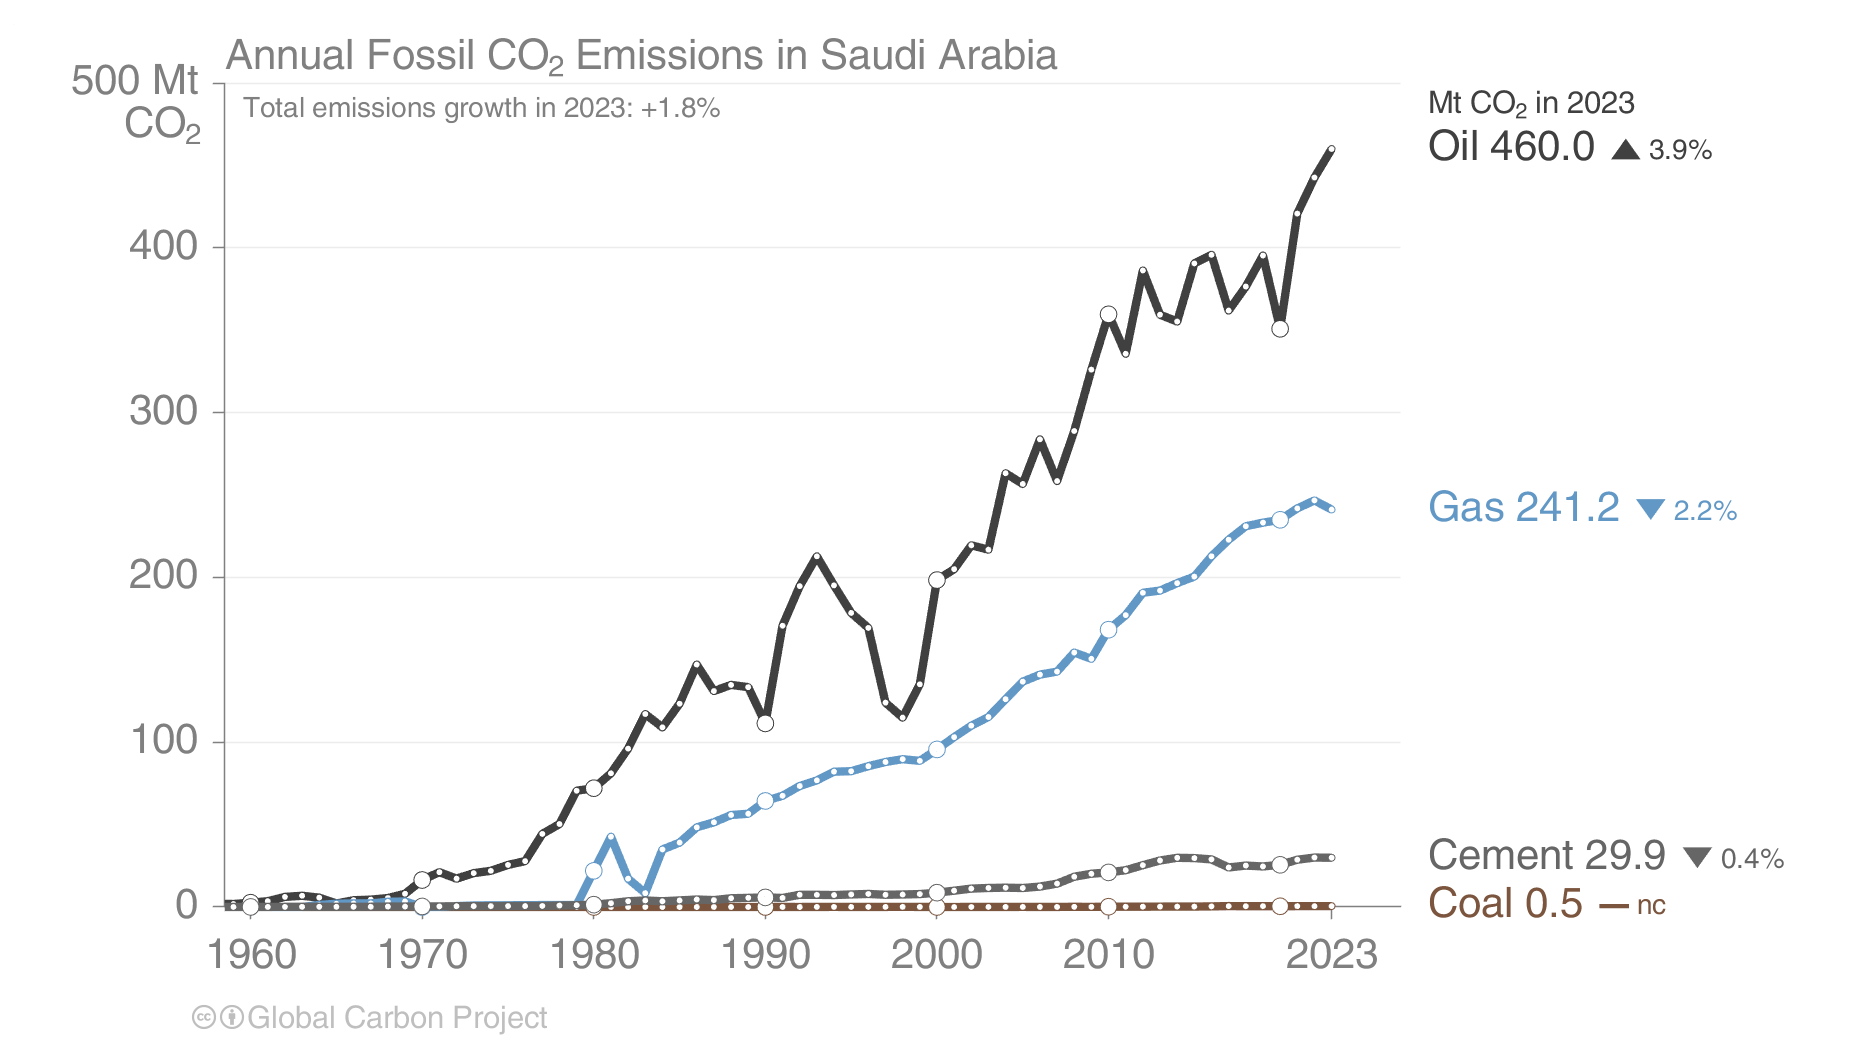 Annual Fossil CO₂ Emissions in Saudi Arabia
500 Mt
CO₂
Total emissions growth in 2023: +1.8%
Mt CO₂ in 2023
Oil 460.0 ▲ 3.9%
400
300
Gas 241.2 ▼ 2.2%
200
100
Cement 29.9 ▼ 0.4%
0
Coal 0.5 — nc
1960 1970 1980 1990 2000 2010 2023
cc Global Carbon Project